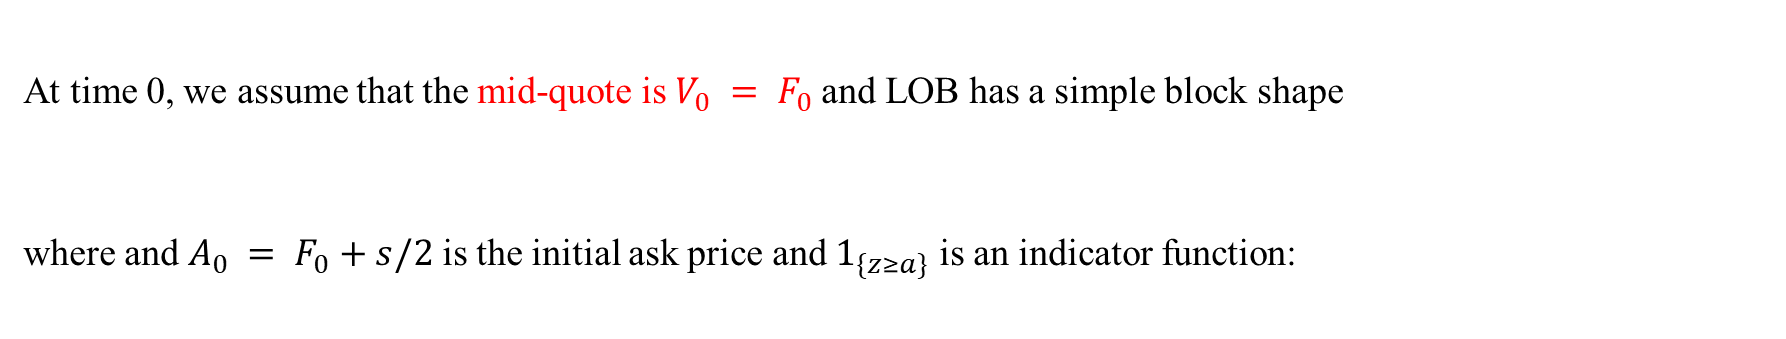 At time 0, we assume that the mid-quote is V₀ = F₀ and LOB has a simple block shape
where and A₀ = F₀ + s/2 is the initial ask price and 1_{z≥a} is an indicator function: